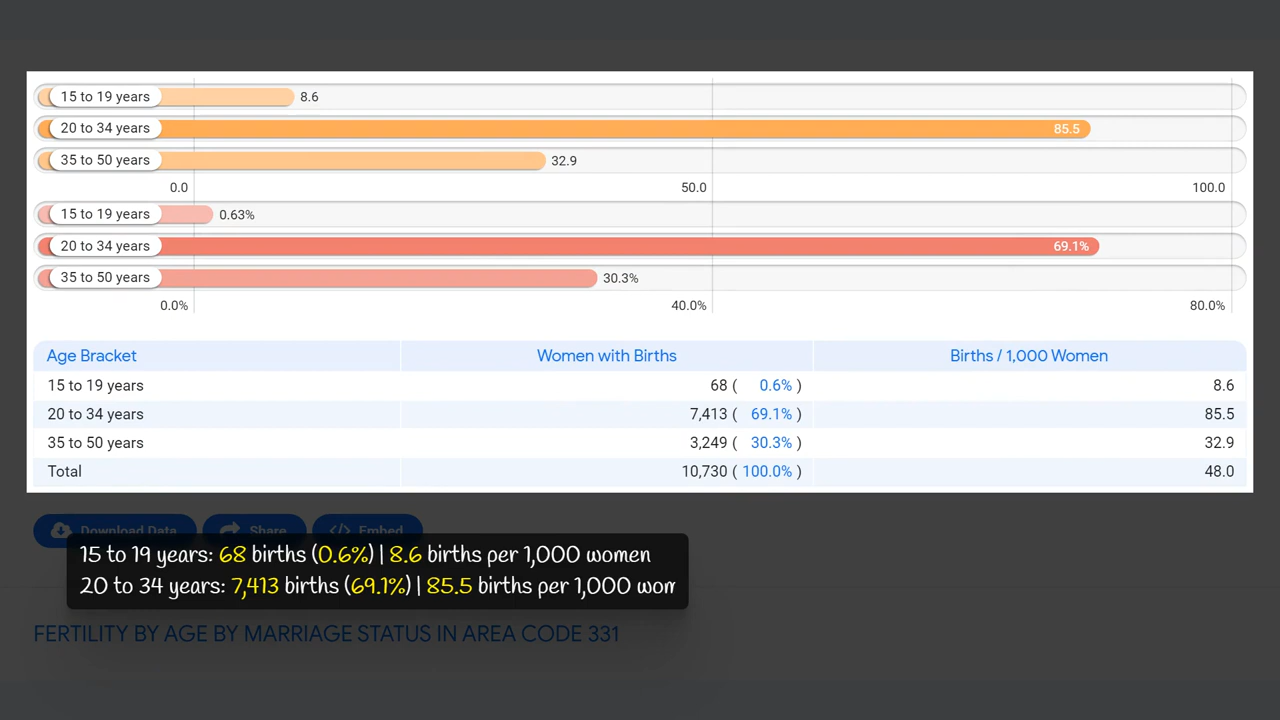 15 to 19 years 8.6
20 to 34 years 85.5
35 to 50 years 32.9
0.0 50.0 100.0
15 to 19 years 0.63%
20 to 34 years 69.1%
35 to 50 years 30.3%
0.0% 40.0% 80.0%
Age Bracket Women with Births Births / 1,000 Women
15 to 19 years 68 ( 0.6% ) 8.6
20 to 34 years 7,413 ( 69.1% ) 85.5
35 to 50 years 3,249 ( 30.3% ) 32.9
Total 10,730 ( 100.0% ) 48.0
Download Data Share Embed
15 to 19 years: 68 births (0.6%) | 8.6 births per 1,000 women
20 to 34 years: 7,413 births (69.1%) | 85.5 births per 1,000 wom
FERTILITY BY AGE BY MARRIAGE STATUS IN AREA CODE 331